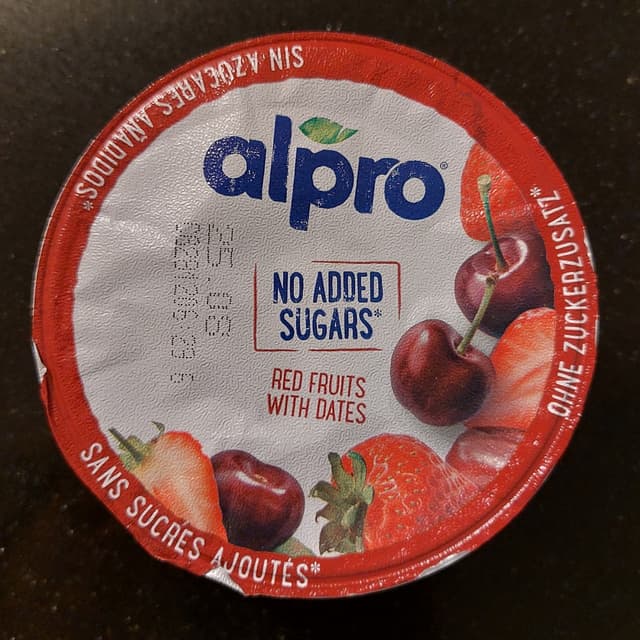 SIN AZÚCARES AÑADIDOS*
alpro®
NO ADDED
SUGARS*
RED FRUITS
WITH DATES
OHNE ZUCKERZUSATZ*
SANS SUCRES AJOUTÉS*